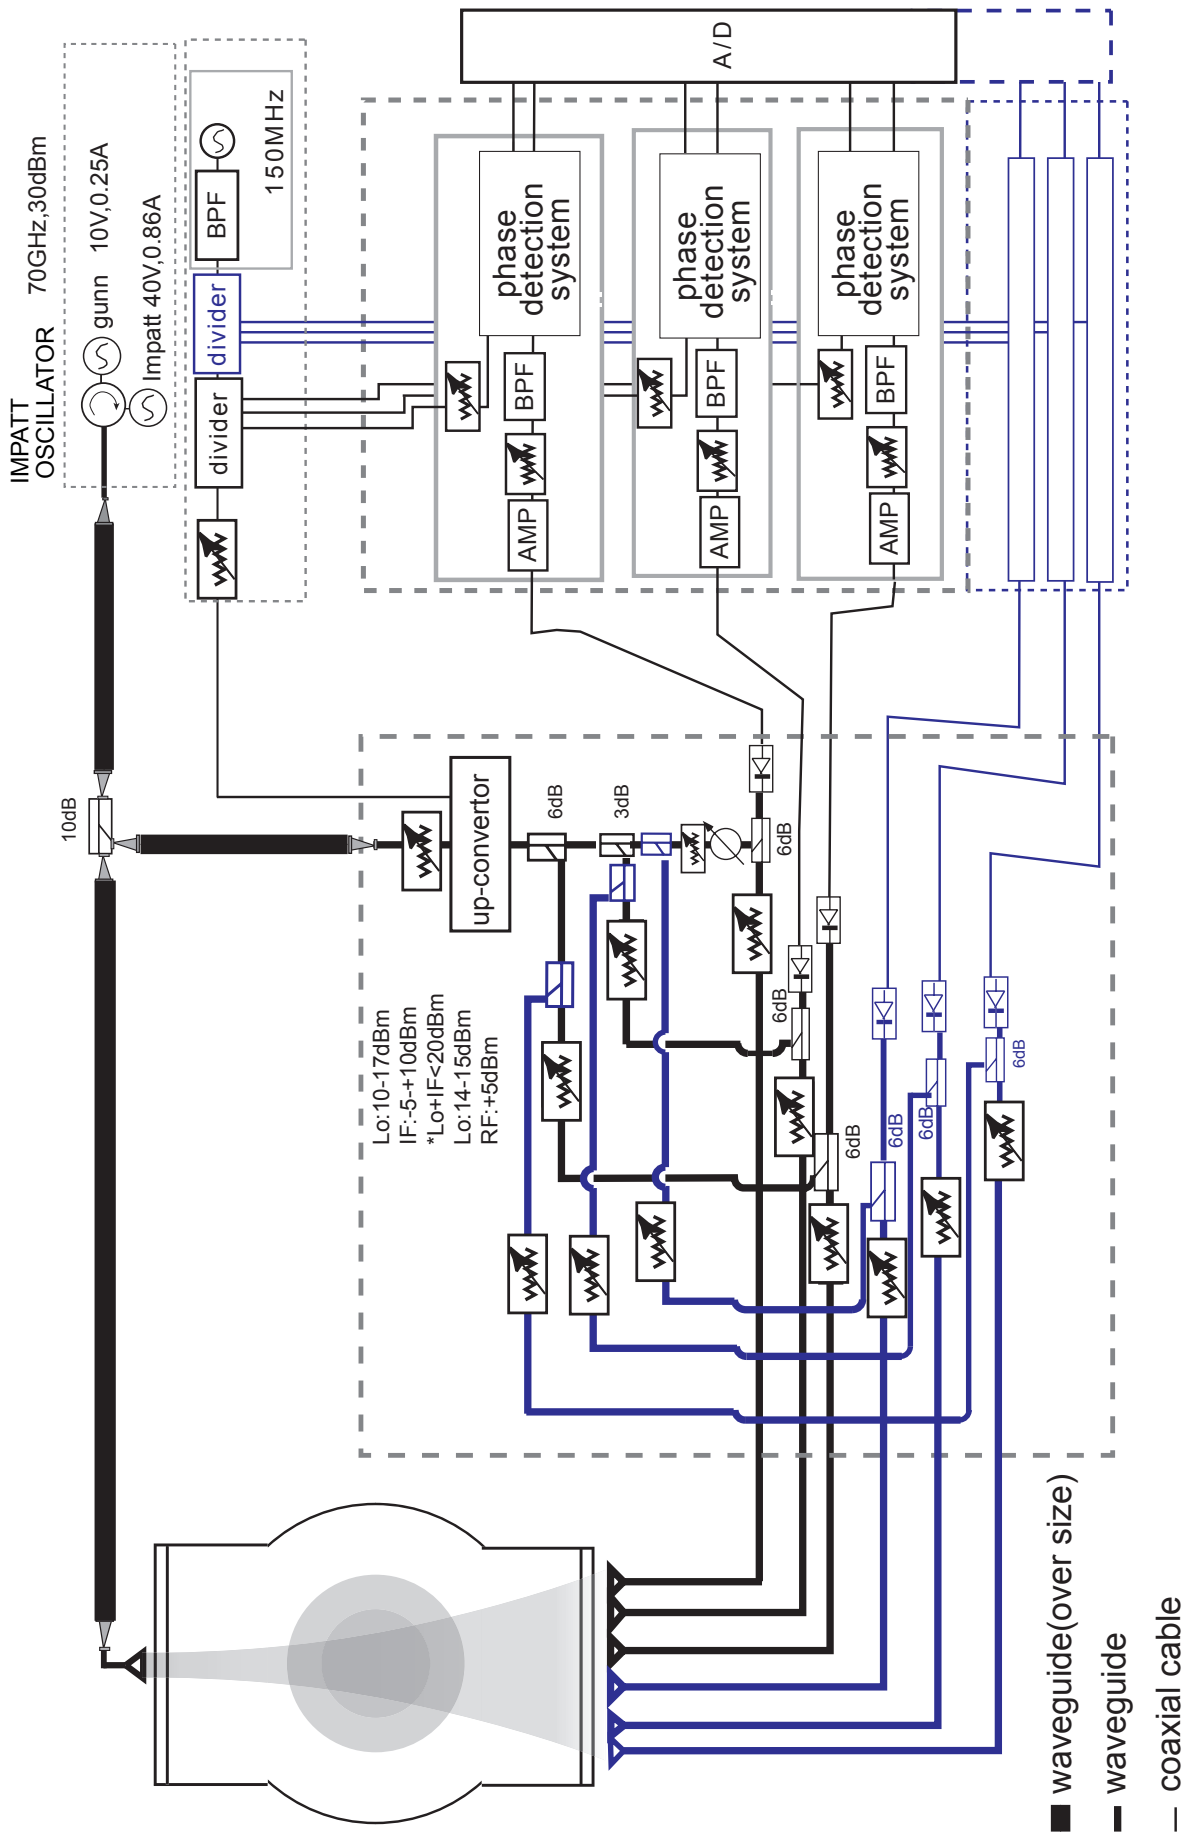 IMPATT
OSCILLATOR
70GHz,30dBm
gunn 10V,0.25A
Impatt 40V,0.86A
150MHz
BPF
divider
divider
A/D
phase
detection
system
BPF
AMP
phase
detection
system
BPF
AMP
phase
detection
system
BPF
AMP
10dB
up-convertor
6dB
3dB
6dB
6dB
6dB
6dB
6dB
6dB
Lo:10-17dBm
IF:-5-+10dBm
*Lo+IF<20dBm
Lo:14-15dBm
RF:+5dBm
waveguide(over size)
waveguide
coaxial cable